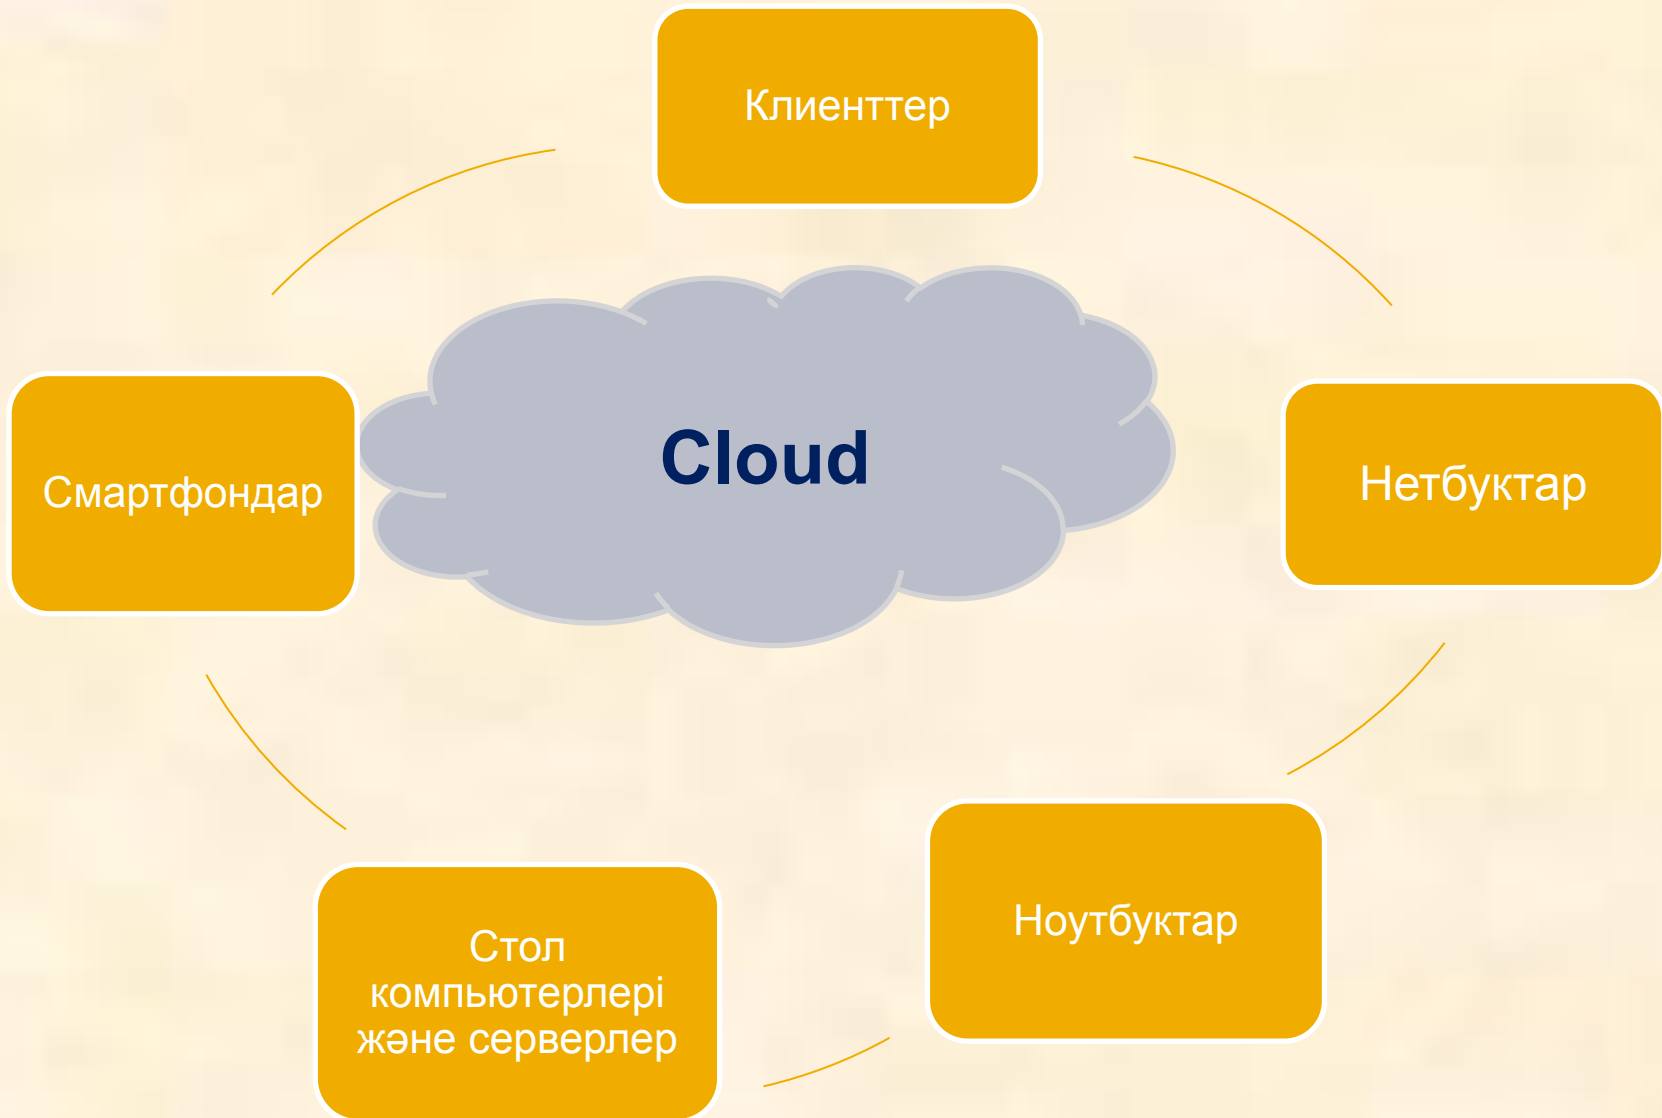 Клиенттер
Cloud
Смартфондар
Нетбуктар
Ноутбуктар
Стол
компьютерлері
және серверлер